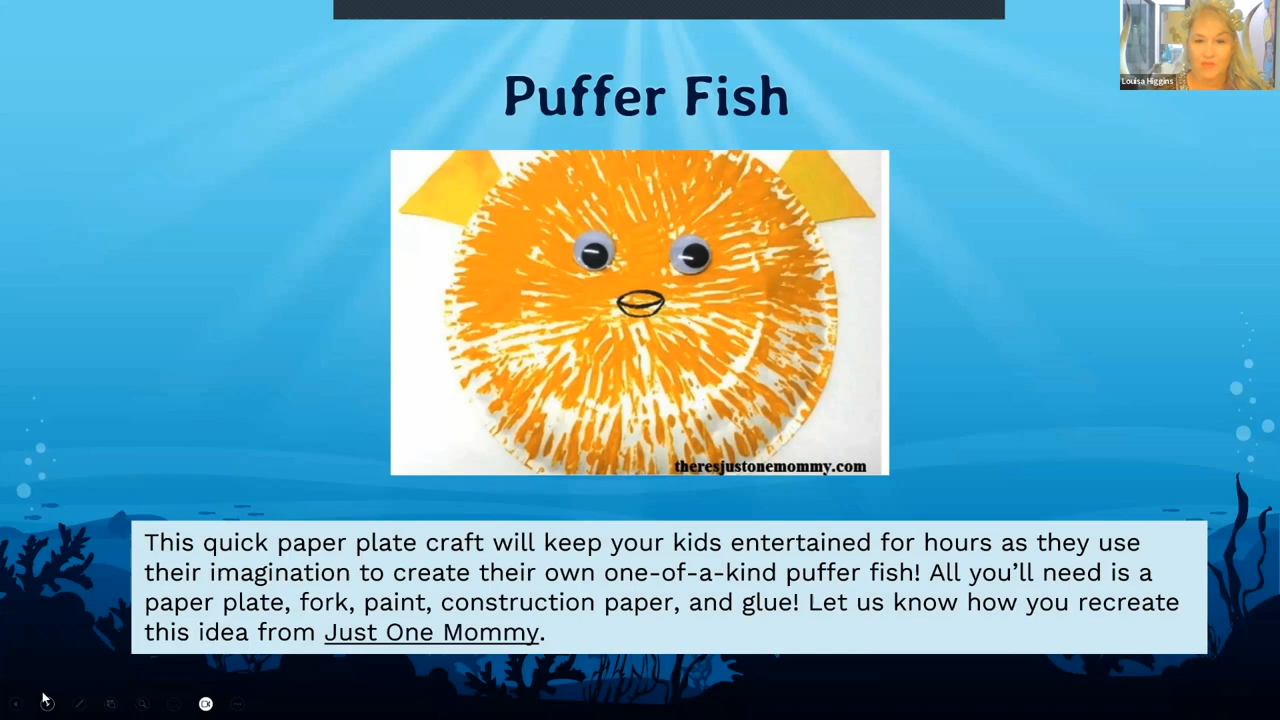 Louisa Higgins
Puffer Fish
theresjustonemommy.com
This quick paper plate craft will keep your kids entertained for hours as they use
their imagination to create their own one-of-a-kind puffer fish! All you’ll need is a
paper plate, fork, paint, construction paper, and glue! Let us know how you recreate
this idea from Just One Mommy.